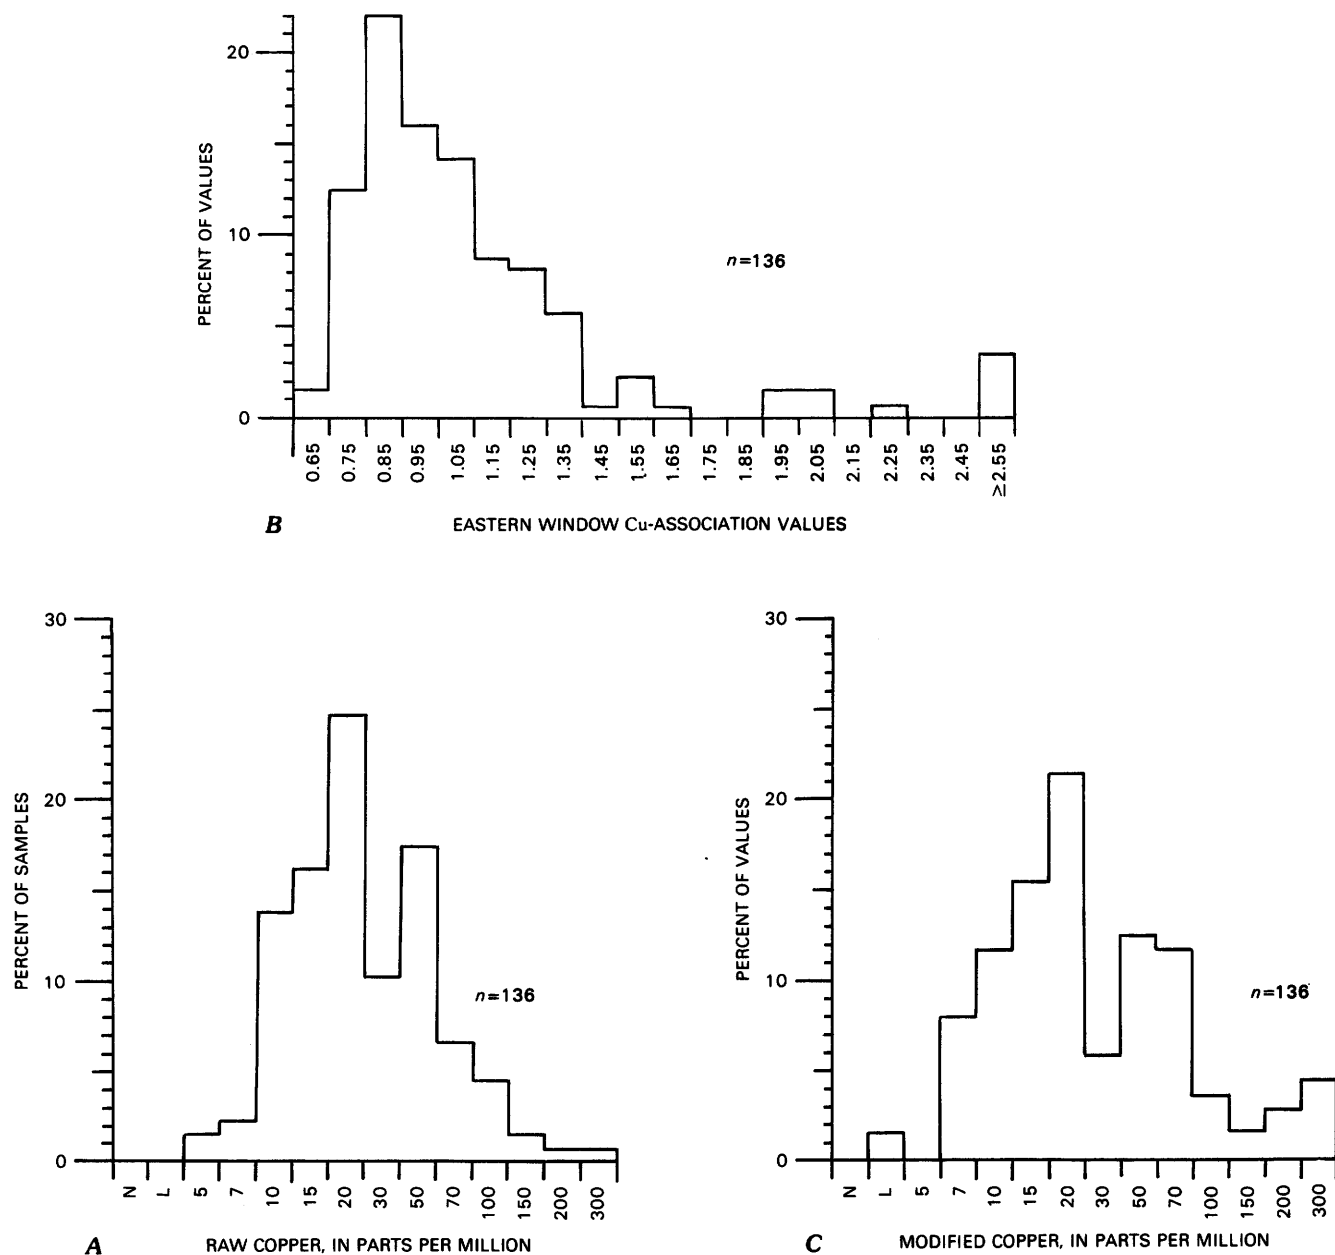 20
10
0
PERCENT OF VALUES
n=136
0.65 0.75 0.85 0.95 1.05 1.15 1.25 1.35 1.45 1.55 1.65 1.75 1.85 1.95 2.05 2.15 2.25 2.35 2.45 ≥2.55
B EASTERN WINDOW Cu-ASSOCIATION VALUES
30
20
10
0
PERCENT OF SAMPLES
n=136
N L 5 7 10 15 20 30 50 70 100 150 200 300
A RAW COPPER, IN PARTS PER MILLION
30
20
10
0
PERCENT OF VALUES
n=136
N L 5 7 10 15 20 30 50 70 100 150 200 300
C MODIFIED COPPER, IN PARTS PER MILLION